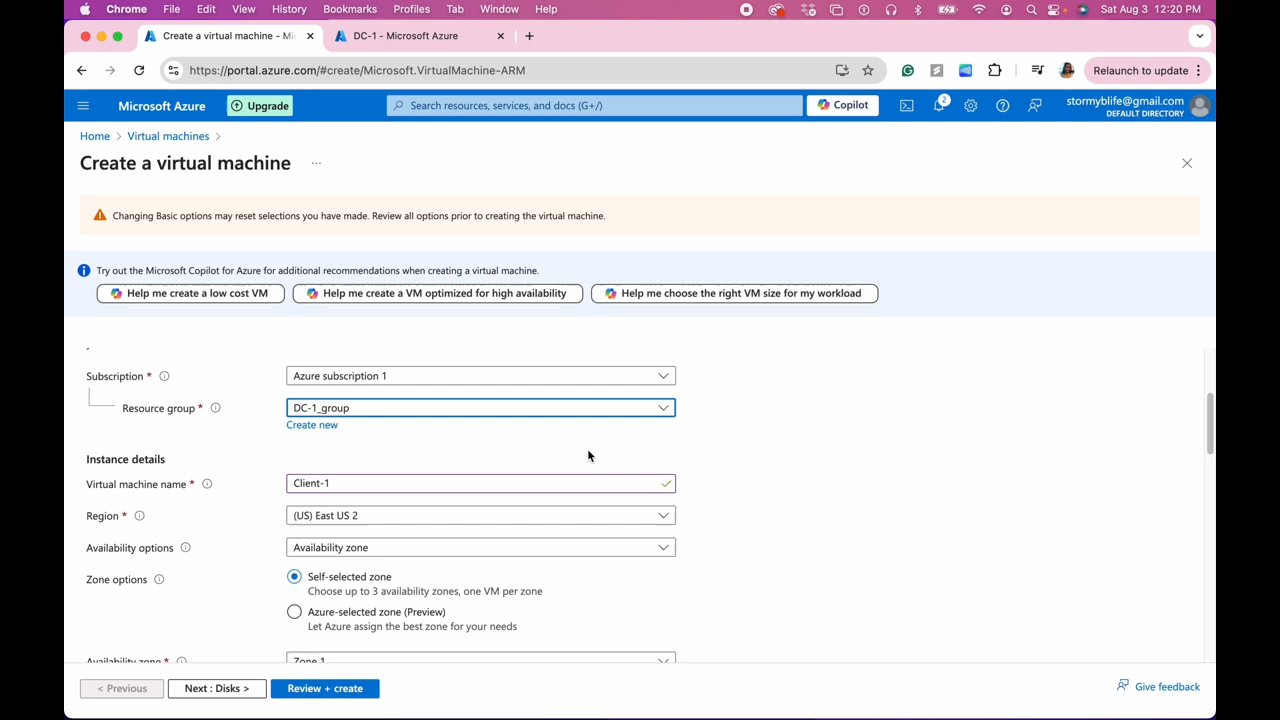 Chrome File Edit View History Bookmarks Profiles Tab Window Help Sat Aug 3 12:20 PM
Create a virtual machine - Mic DC-1 - Microsoft Azure
https://portal.azure.com/#create/Microsoft.VirtualMachine-ARM Relaunch to update
Microsoft Azure Upgrade Search resources, services, and docs (G+/) Copilot 2 stormyblife@gmail.com
DEFAULT DIRECTORY
Home > Virtual machines >
Create a virtual machine ...
Changing Basic options may reset selections you have made. Review all options prior to creating the virtual machine.
Try out the Microsoft Copilot for Azure for additional recommendations when creating a virtual machine.
Help me create a low cost VM Help me create a VM optimized for high availability Help me choose the right VM size for my workload
Subscription * Azure subscription 1
Resource group * DC-1_group
Create new
Instance details
Virtual machine name * Client-1
Region * (US) East US 2
Availability options Availability zone
Zone options Self-selected zone
Choose up to 3 availability zones, one VM per zone
Azure-selected zone (Preview)
Let Azure assign the best zone for your needs
Availability zone * Zone 1
< Previous Next : Disks > Review + create Give feedback